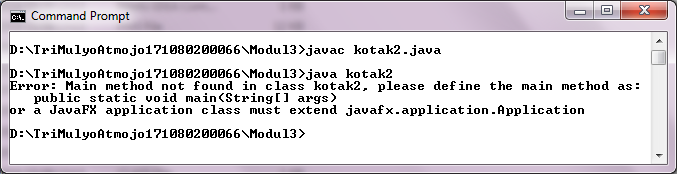 Command Prompt
D:\TriMulyoAtmojo171080200066\Modul3>javac kotak2.java
D:\TriMulyoAtmojo171080200066\Modul3>java kotak2
Error: Main method not found in class kotak2, please define the main method as:
public static void main(String[] args)
or a JavaFX application class must extend javafx.application.Application
D:\TriMulyoAtmojo171080200066\Modul3>